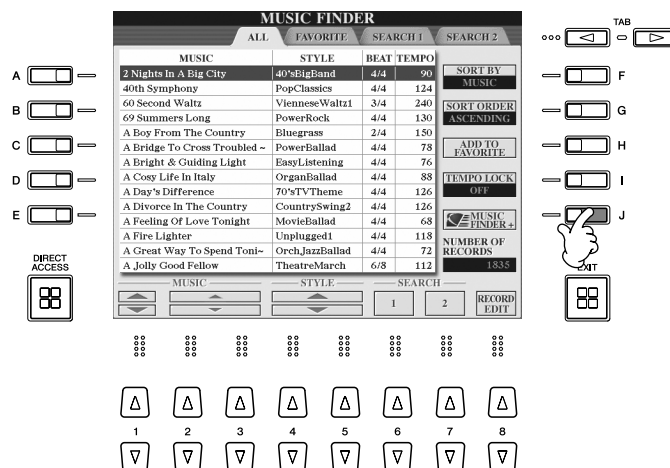 MUSIC FINDER
ALL FAVORITE SEARCH 1 SEARCH 2
TAB
MUSIC STYLE BEAT TEMPO
2 Nights In A Big City 40'sBigBand 4/4 90
40th Symphony PopClassics 4/4 124
60 Second Waltz VienneseWaltz1 3/4 240
69 Summers Long PowerRock 4/4 130
A Boy From The Country Bluegrass 2/4 150
A Bridge To Cross Troubled ~ PowerBallad 4/4 78
A Bright & Guiding Light EasyListening 4/4 76
A Cosy Life In Italy OrganBallad 4/4 88
A Day's Difference 70'sTVTheme 4/4 126
A Divorce In The Country CountrySwing2 4/4 126
A Feeling Of Love Tonight MovieBallad 4/4 68
A Fire Lighter Unplugged1 4/4 118
A Great Way To Spend Toni~ OrchJazzBallad 4/4 72
A Jolly Good Fellow TheatreMarch 6/8 112
SORT BY
MUSIC
SORT ORDER
ASCENDING
ADD TO
FAVORITE
TEMPO LOCK
OFF
MUSIC
FINDER+
NUMBER OF
RECORDS
1835
MUSIC STYLE SEARCH
1 2
RECORD
EDIT
A
B
C
D
E
F
G
H
I
J
DIRECT
ACCESS
EXIT
1 2 3 4 5 6 7 8